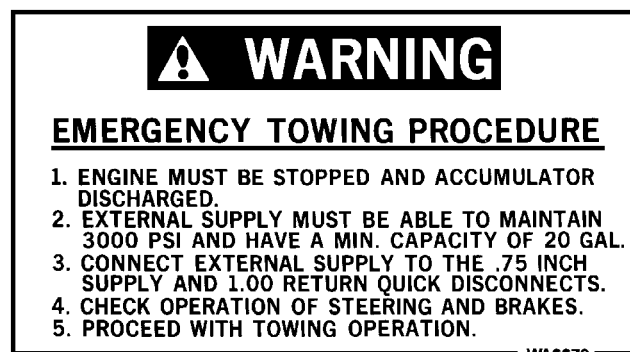 WARNING
EMERGENCY TOWING PROCEDURE
1. ENGINE MUST BE STOPPED AND ACCUMULATOR
DISCHARGED.
2. EXTERNAL SUPPLY MUST BE ABLE TO MAINTAIN
3000 PSI AND HAVE A MIN. CAPACITY OF 20 GAL.
3. CONNECT EXTERNAL SUPPLY TO THE .75 INCH
SUPPLY AND 1.00 RETURN QUICK DISCONNECTS.
4. CHECK OPERATION OF STEERING AND BRAKES.
5. PROCEED WITH TOWING OPERATION.